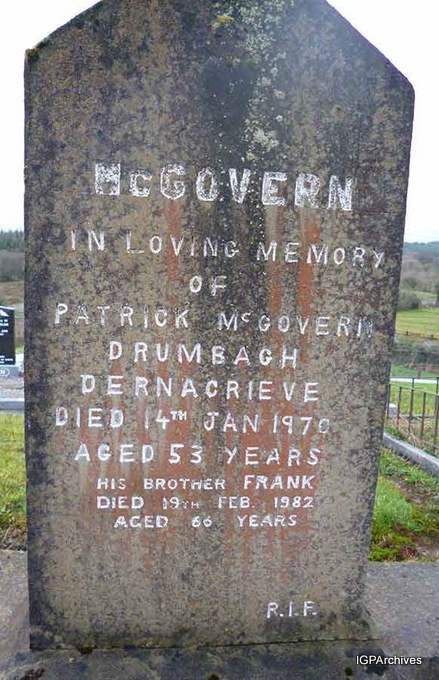 McGOVERN
IN LOVING MEMORY
OF
PATRICK McGOVERN
DRUMBAGH
DERNACRIEVE
DIED 14TH JAN 1970
AGED 53 YEARS
HIS BROTHER FRANK
DIED 19TH FEB. 1982
AGED 66 YEARS
R.I.P.
IGPArchives